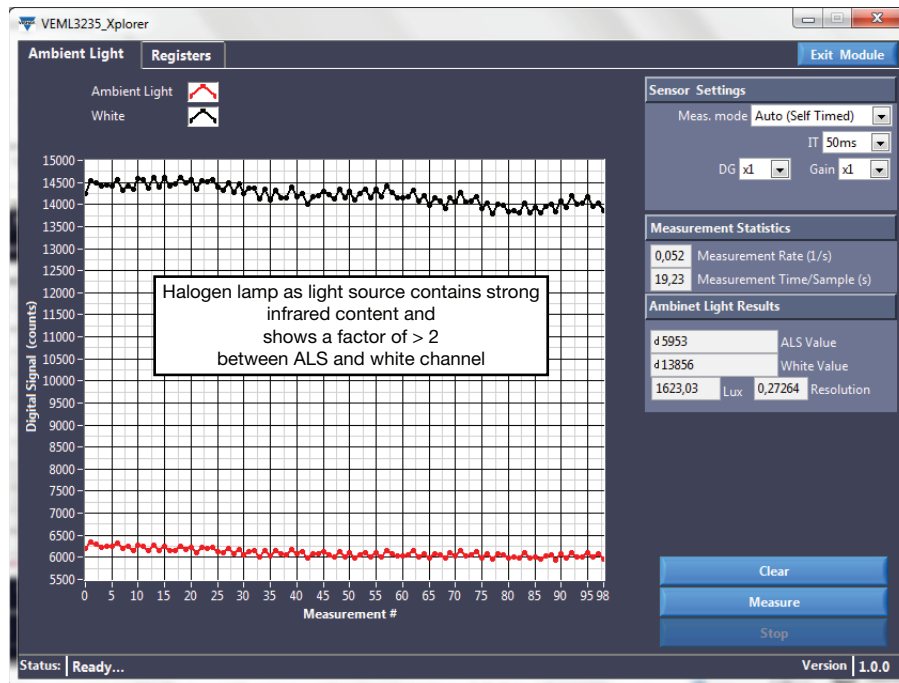 VEML3235_Xplorer
Ambient Light
Registers
Exit Module
Ambient Light
White
Sensor Settings
Meas. mode Auto (Self Timed)
IT 50ms
DG x1 Gain x1
Measurement Statistics
0,052 Measurement Rate (1/s)
19,23 Measurement Time/Sample (s)
Ambinet Light Results
d 5953 ALS Value
d 13856 White Value
1623,03 Lux 0,27264 Resolution
Digital Signal (counts)
15000
14500
14000
13500
13000
12500
12000
11500
11000
10500
10000
9500
9000
8500
8000
7500
7000
6500
6000
5500
Halogen lamp as light source contains strong
infrared content and
shows a factor of > 2
between ALS and white channel
0 5 10 15 20 25 30 35 40 45 50 55 60 65 70 75 80 85 90 95 98
Measurement #
Clear
Measure
Stop
Status: Ready...
Version 1.0.0